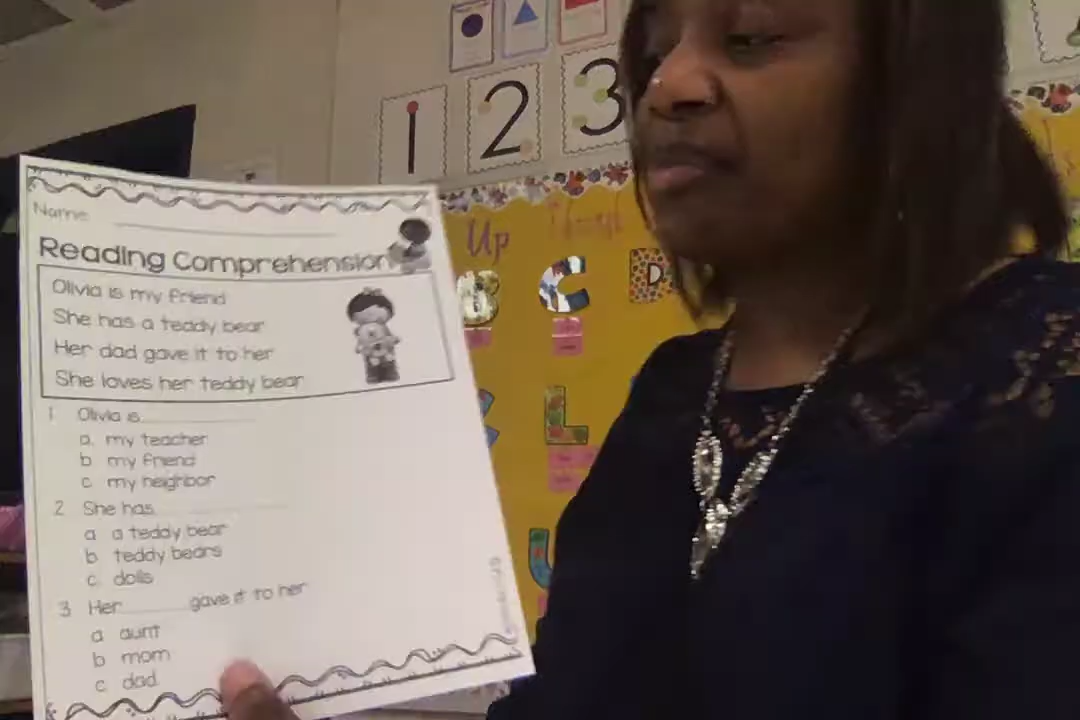 1 2 3
Up
B C D
L
U
Name
Reading Comprehension
Olivia is my friend
She has a teddy bear
Her dad gave it to her
She loves her teddy bear
1 Olivia is
a. my teacher
b my friend
c my neighbor
2 She has
a a teddy bear
b teddy bears
c. dolls
3 Her gave it to her
a aunt
b mom
c dad